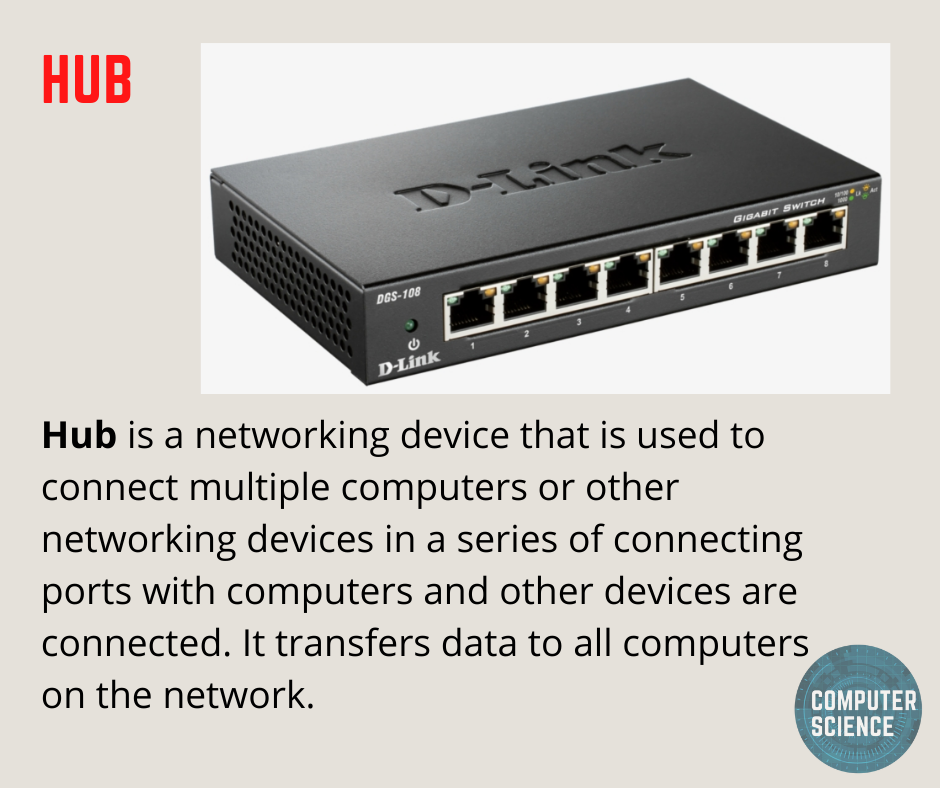 HUB
D-Link
GIGABIT SWITCH
DGS-108
D-Link
1 2 3 4 5 6 7 8
Hub is a networking device that is used to
connect multiple computers or other
networking devices in a series of connecting
ports with computers and other devices are
connected. It transfers data to all computers
on the network.
COMPUTER
SCIENCE